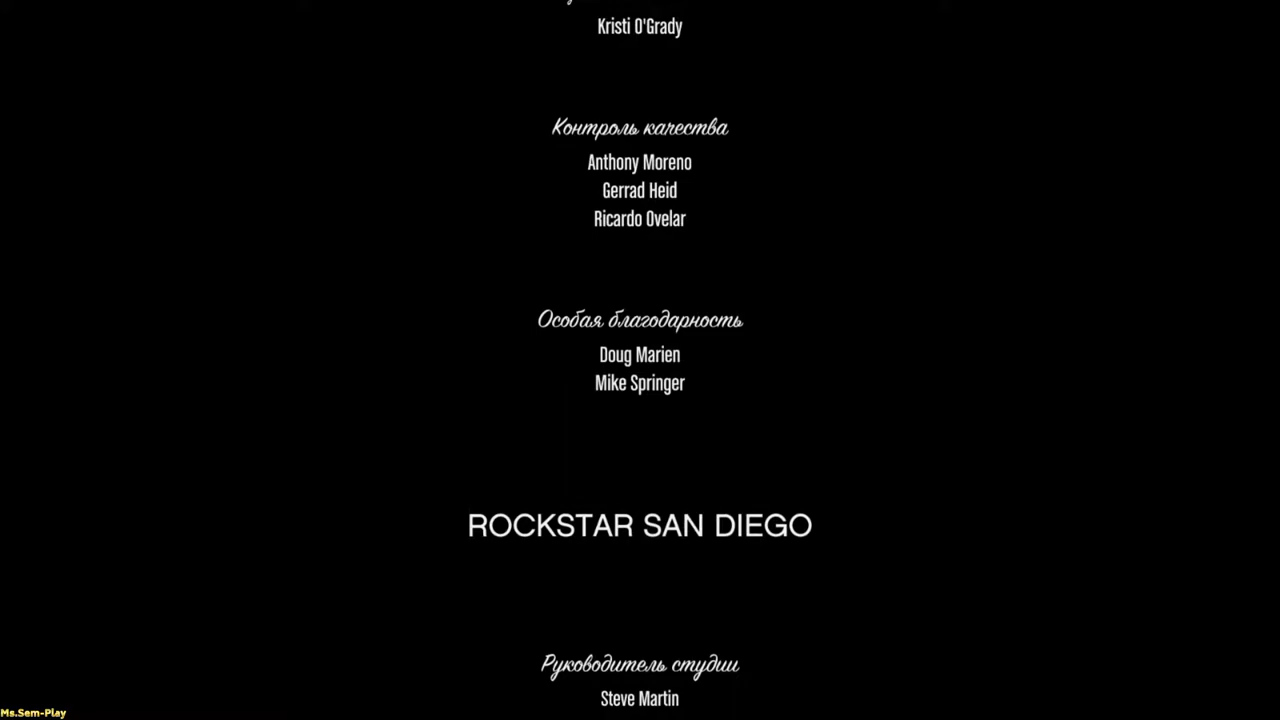 Kristi O'Grady
Контроль качества
Anthony Moreno
Gerrad Heid
Ricardo Ovelar
Особая благодарность
Doug Marien
Mike Springer
ROCKSTAR SAN DIEGO
Руководитель студии
Steve Martin
Ms.Sem-Play